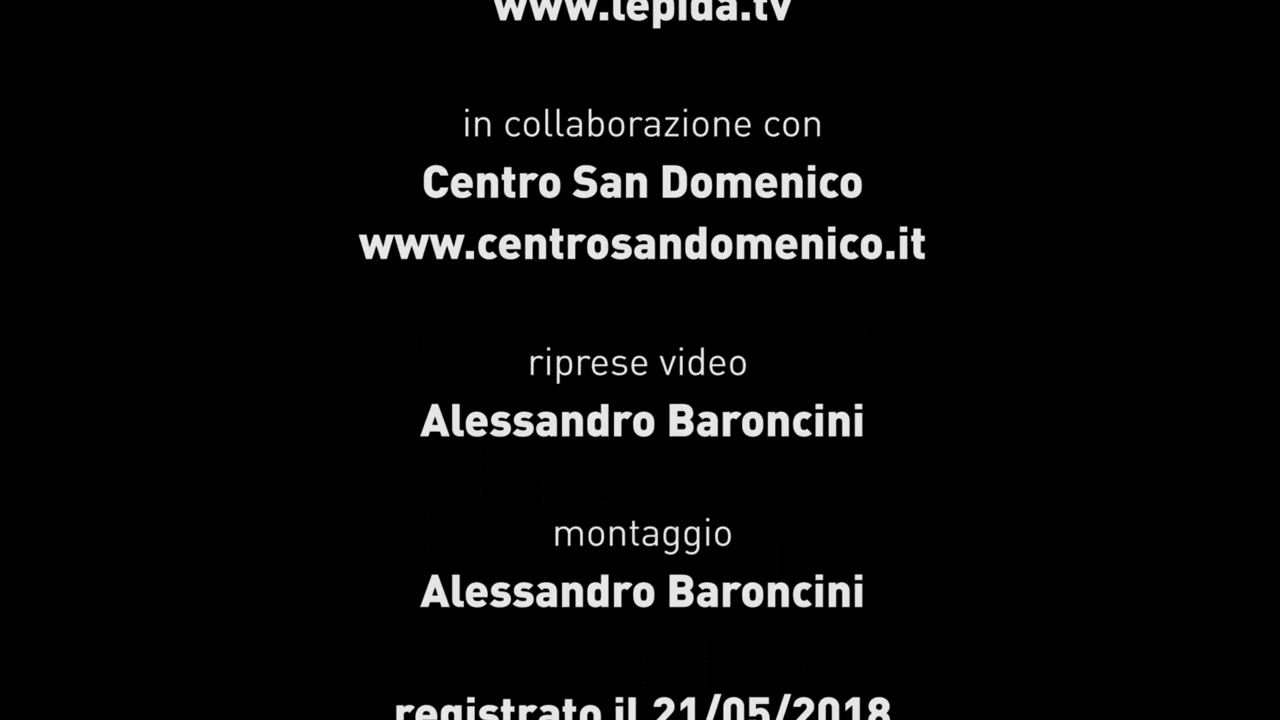 www.lepida.tv
in collaborazione con
Centro San Domenico
www.centrosandomenico.it
riprese video
Alessandro Baroncini
montaggio
Alessandro Baroncini
registrato il 21/05/2018